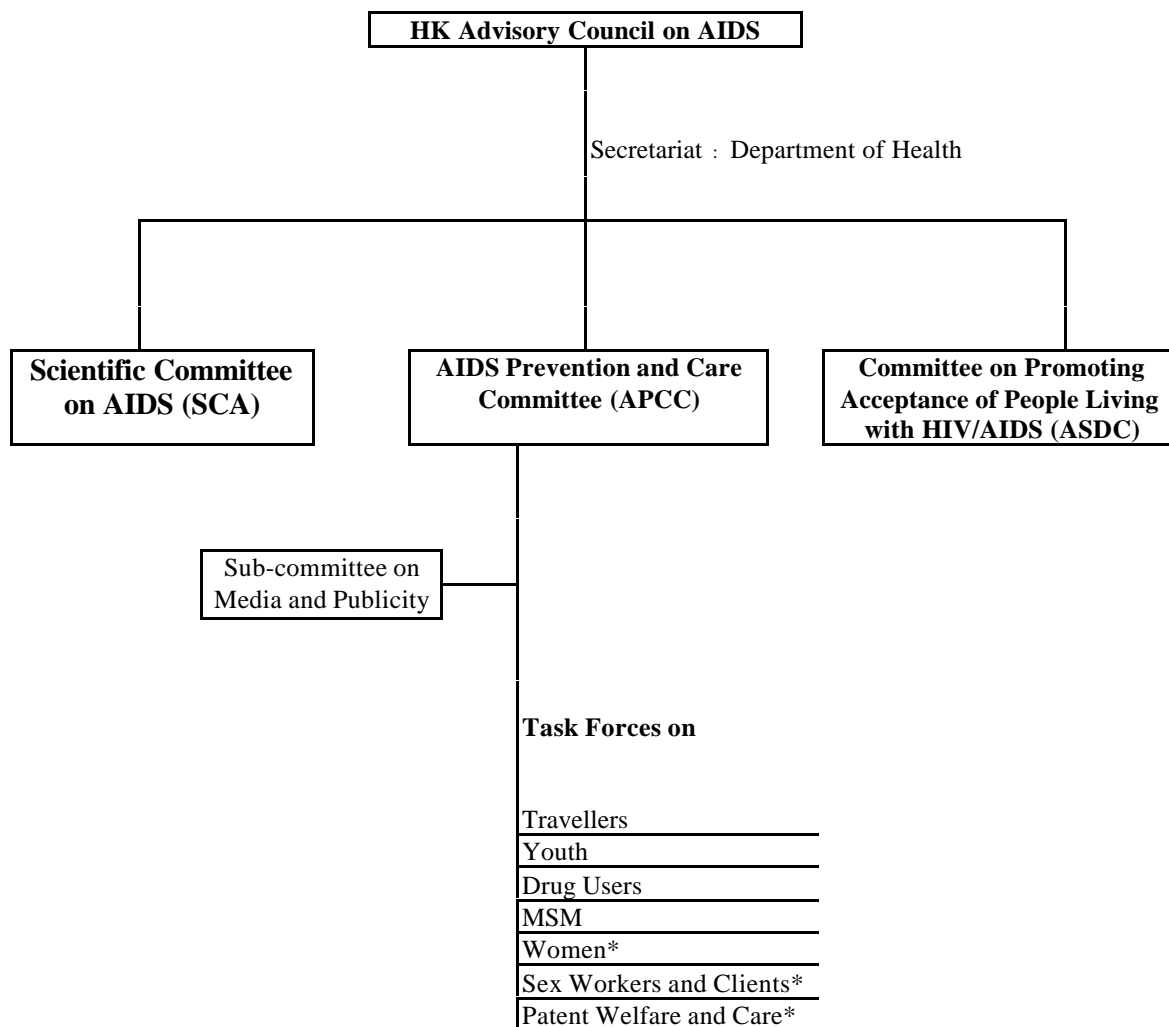 HK Advisory Council on AIDS
Secretariat : Department of Health
Scientific Committee
on AIDS (SCA)
AIDS Prevention and Care
Committee (APCC)
Committee on Promoting
Acceptance of People Living
with HIV/AIDS (ASDC)
Sub-committee on
Media and Publicity
Task Forces on
Travellers
Youth
Drug Users
MSM
Women*
Sex Workers and Clients*
Patent Welfare and Care*